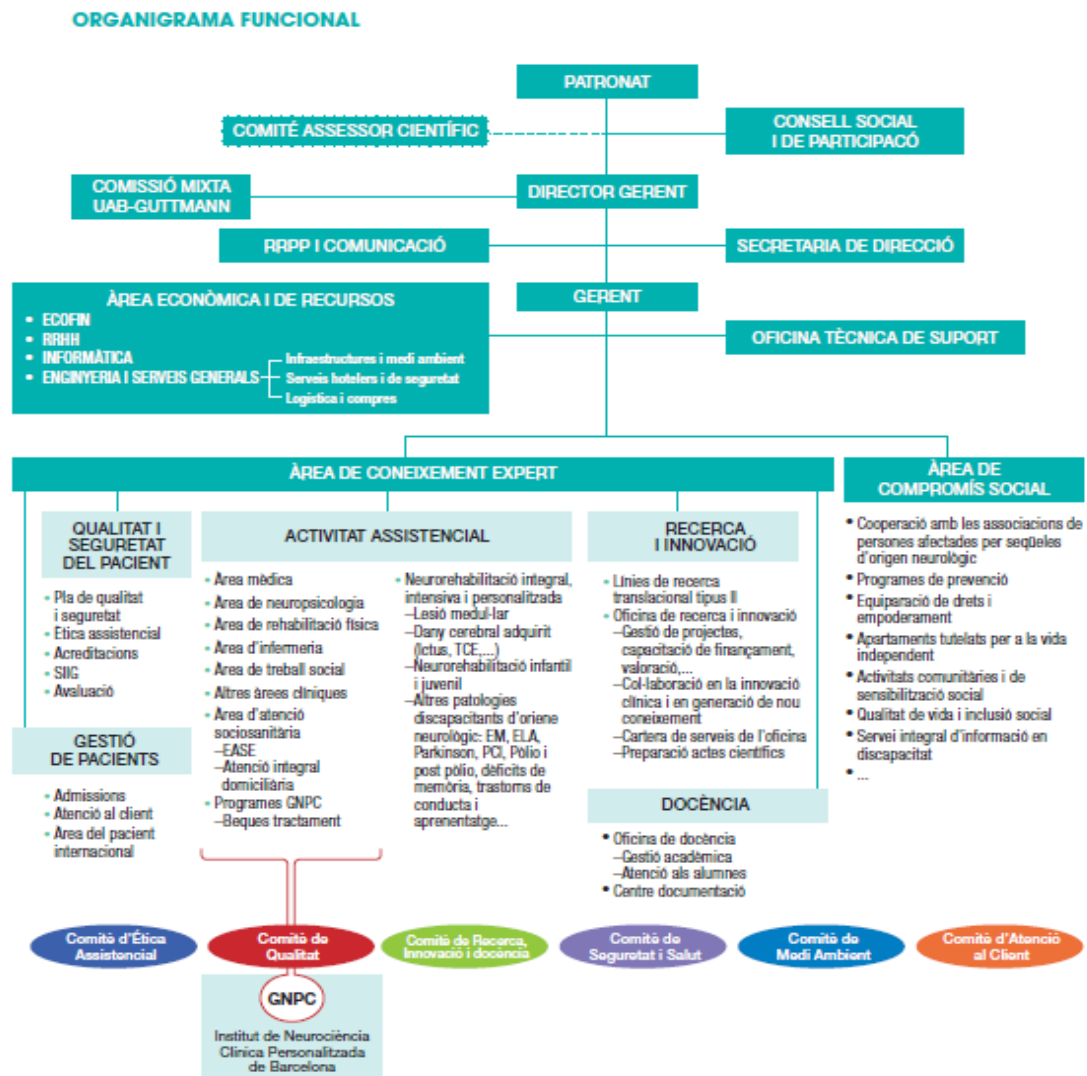 ORGANIGRAMA FUNCIONAL
PATRONAT
COMITÉ ASSESSOR CIENTÍFIC
CONSELL SOCIAL
I DE PARTICIPACÓ
COMISSIÓ MIXTA
UAB-GUTTMANN
DIRECTOR GERENT
RRPP I COMUNICACIÓ
SECRETARIA DE DIRECCIÓ
ÀREA ECONÒMICA I DE RECURSOS
• ECOFIN
• RRHH
• INFORMÀTICA
• ENGINYERIA I SERVEIS GENERALS
Infraestructures i medi ambient
Serveis hotelers i de seguretat
Logística i compres
GERENT
OFICINA TÈCNICA DE SUPORT
ÀREA DE CONEIXEMENT EXPERT
ÀREA DE
COMPROMÍS SOCIAL
QUALITAT I
SEGURETAT
DEL PACIENT
• Pla de qualitat
i seguretat
• Ètica assistencial
• Acreditacions
• SIIG
• Avaluació
GESTIÓ
DE PACIENTS
• Admissions
• Atenció al client
• Àrea del pacient
internacional
ACTIVITAT ASSISTENCIAL
• Àrea mèdica
• Àrea de neuropsicologia
• Àrea de rehabilitació física
• Àrea d'infermeria
• Àrea de treball social
• Altres àrees clíniques
• Àrea d'atenció
sociosanitària
–EASE
–Atenció integral
domiciliària
• Programes GNPC
–Beques tractament
• Neurorehabilitació integral,
intensiva i personalitzada
–Lesió medul·lar
–Dany cerebral adquirit
(Ictus, TCE,...)
–Neurorehabilitació infantil
i juvenil
–Altres patologies
discapacitants d'oriene
neurològic: EM, ELA,
Parkinson, PCI, Pòlio i
post pòlio, dèficits de
memòria, trastorns de
conducta i
aprenentatge...
RECERCA
I INNOVACIÓ
• Línies de recerca
translacional tipus II
• Oficina de recerca i innovació
–Gestió de projectes,
capacitació de finançament,
valoració,...
–Col·laboració en la innovació
clínica i en generació de nou
coneixement
–Cartera de serveis de l'oficina
–Preparació actes científics
DOCÈNCIA
• Oficina de docència
–Gestió acadèmica
–Atenció als alumnes
• Centre documentació
• Cooperació amb les associacions de
persones afectades per seqüeles
d'origen neurològic
• Programes de prevenció
• Equiparació de drets i
empoderament
• Apartaments tutelats per a la vida
independent
• Activitats comunitàries i de
sensibilització social
• Qualitat de vida i inclusió social
• Servei integral d'informació en
discapacitat
• ...
Comitè d'Ètica
Assistencial
Comitè de
Qualitat
Comitè de Recerca,
Innovació i docència
Comitè de
Seguretat i Salut
Comitè de
Medi Ambient
Comitè d'Atenció
al Client
GNPC
Institut de Neurociència
Clínica Personalitzada
de Barcelona